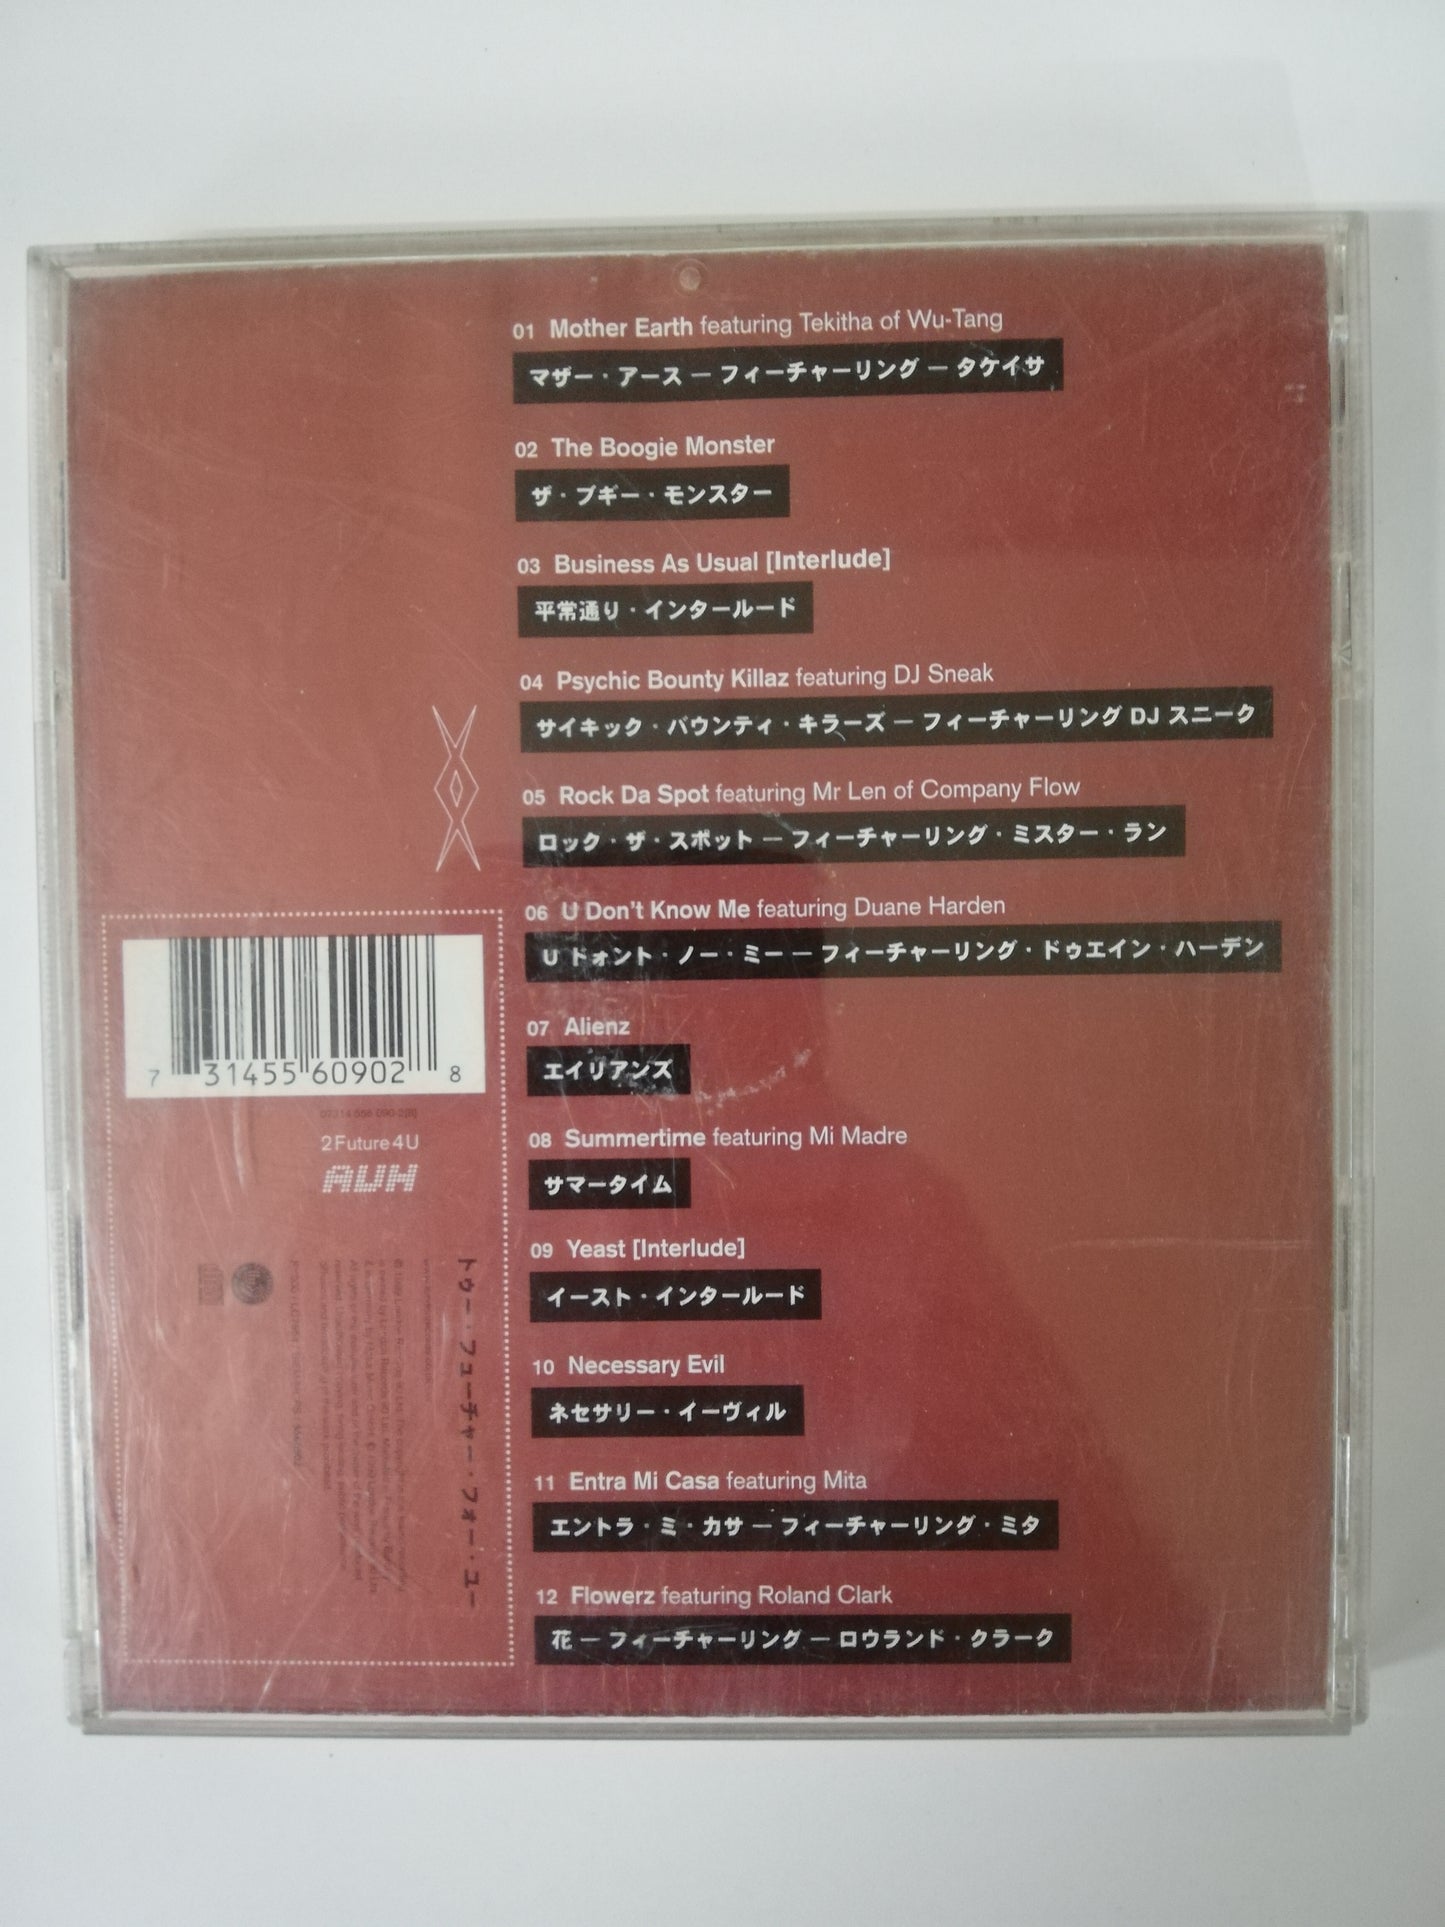 01 Mother Earth featuring Tekitha of Wu-Tang
マザー・アース — フィーチャーリング — タケイサ
02 The Boogie Monster
ザ・ブギー・モンスター
03 Business As Usual [Interlude]
平常通り・インタールード
04 Psychic Bounty Killaz featuring DJ Sneak
サイキック・バウンティ・キラーズ — フィーチャーリング DJ スニーク
05 Rock Da Spot featuring Mr Len of Company Flow
ロック・ザ・スポット — フィーチャーリング・ミスター・ラン
06 U Don't Know Me featuring Duane Harden
U ドォント・ノー・ミー — フィーチャーリング・ドゥエイン・ハーデン
07 Alienz
エイリアンズ
08 Summertime featuring Mi Madre
サマータイム
09 Yeast [Interlude]
イースト・インタールード
10 Necessary Evil
ネセサリー・イーヴィル
11 Entra Mi Casa featuring Mita
エントラ・ミ・カサ — フィーチャーリング・ミタ
12 Flowerz featuring Roland Clark
花 — フィーチャーリング — ロウランド・クラーク
7 31455 60902 8
2 Future 4 U
AVH
トゥー・フューチャー・フォー・ユー